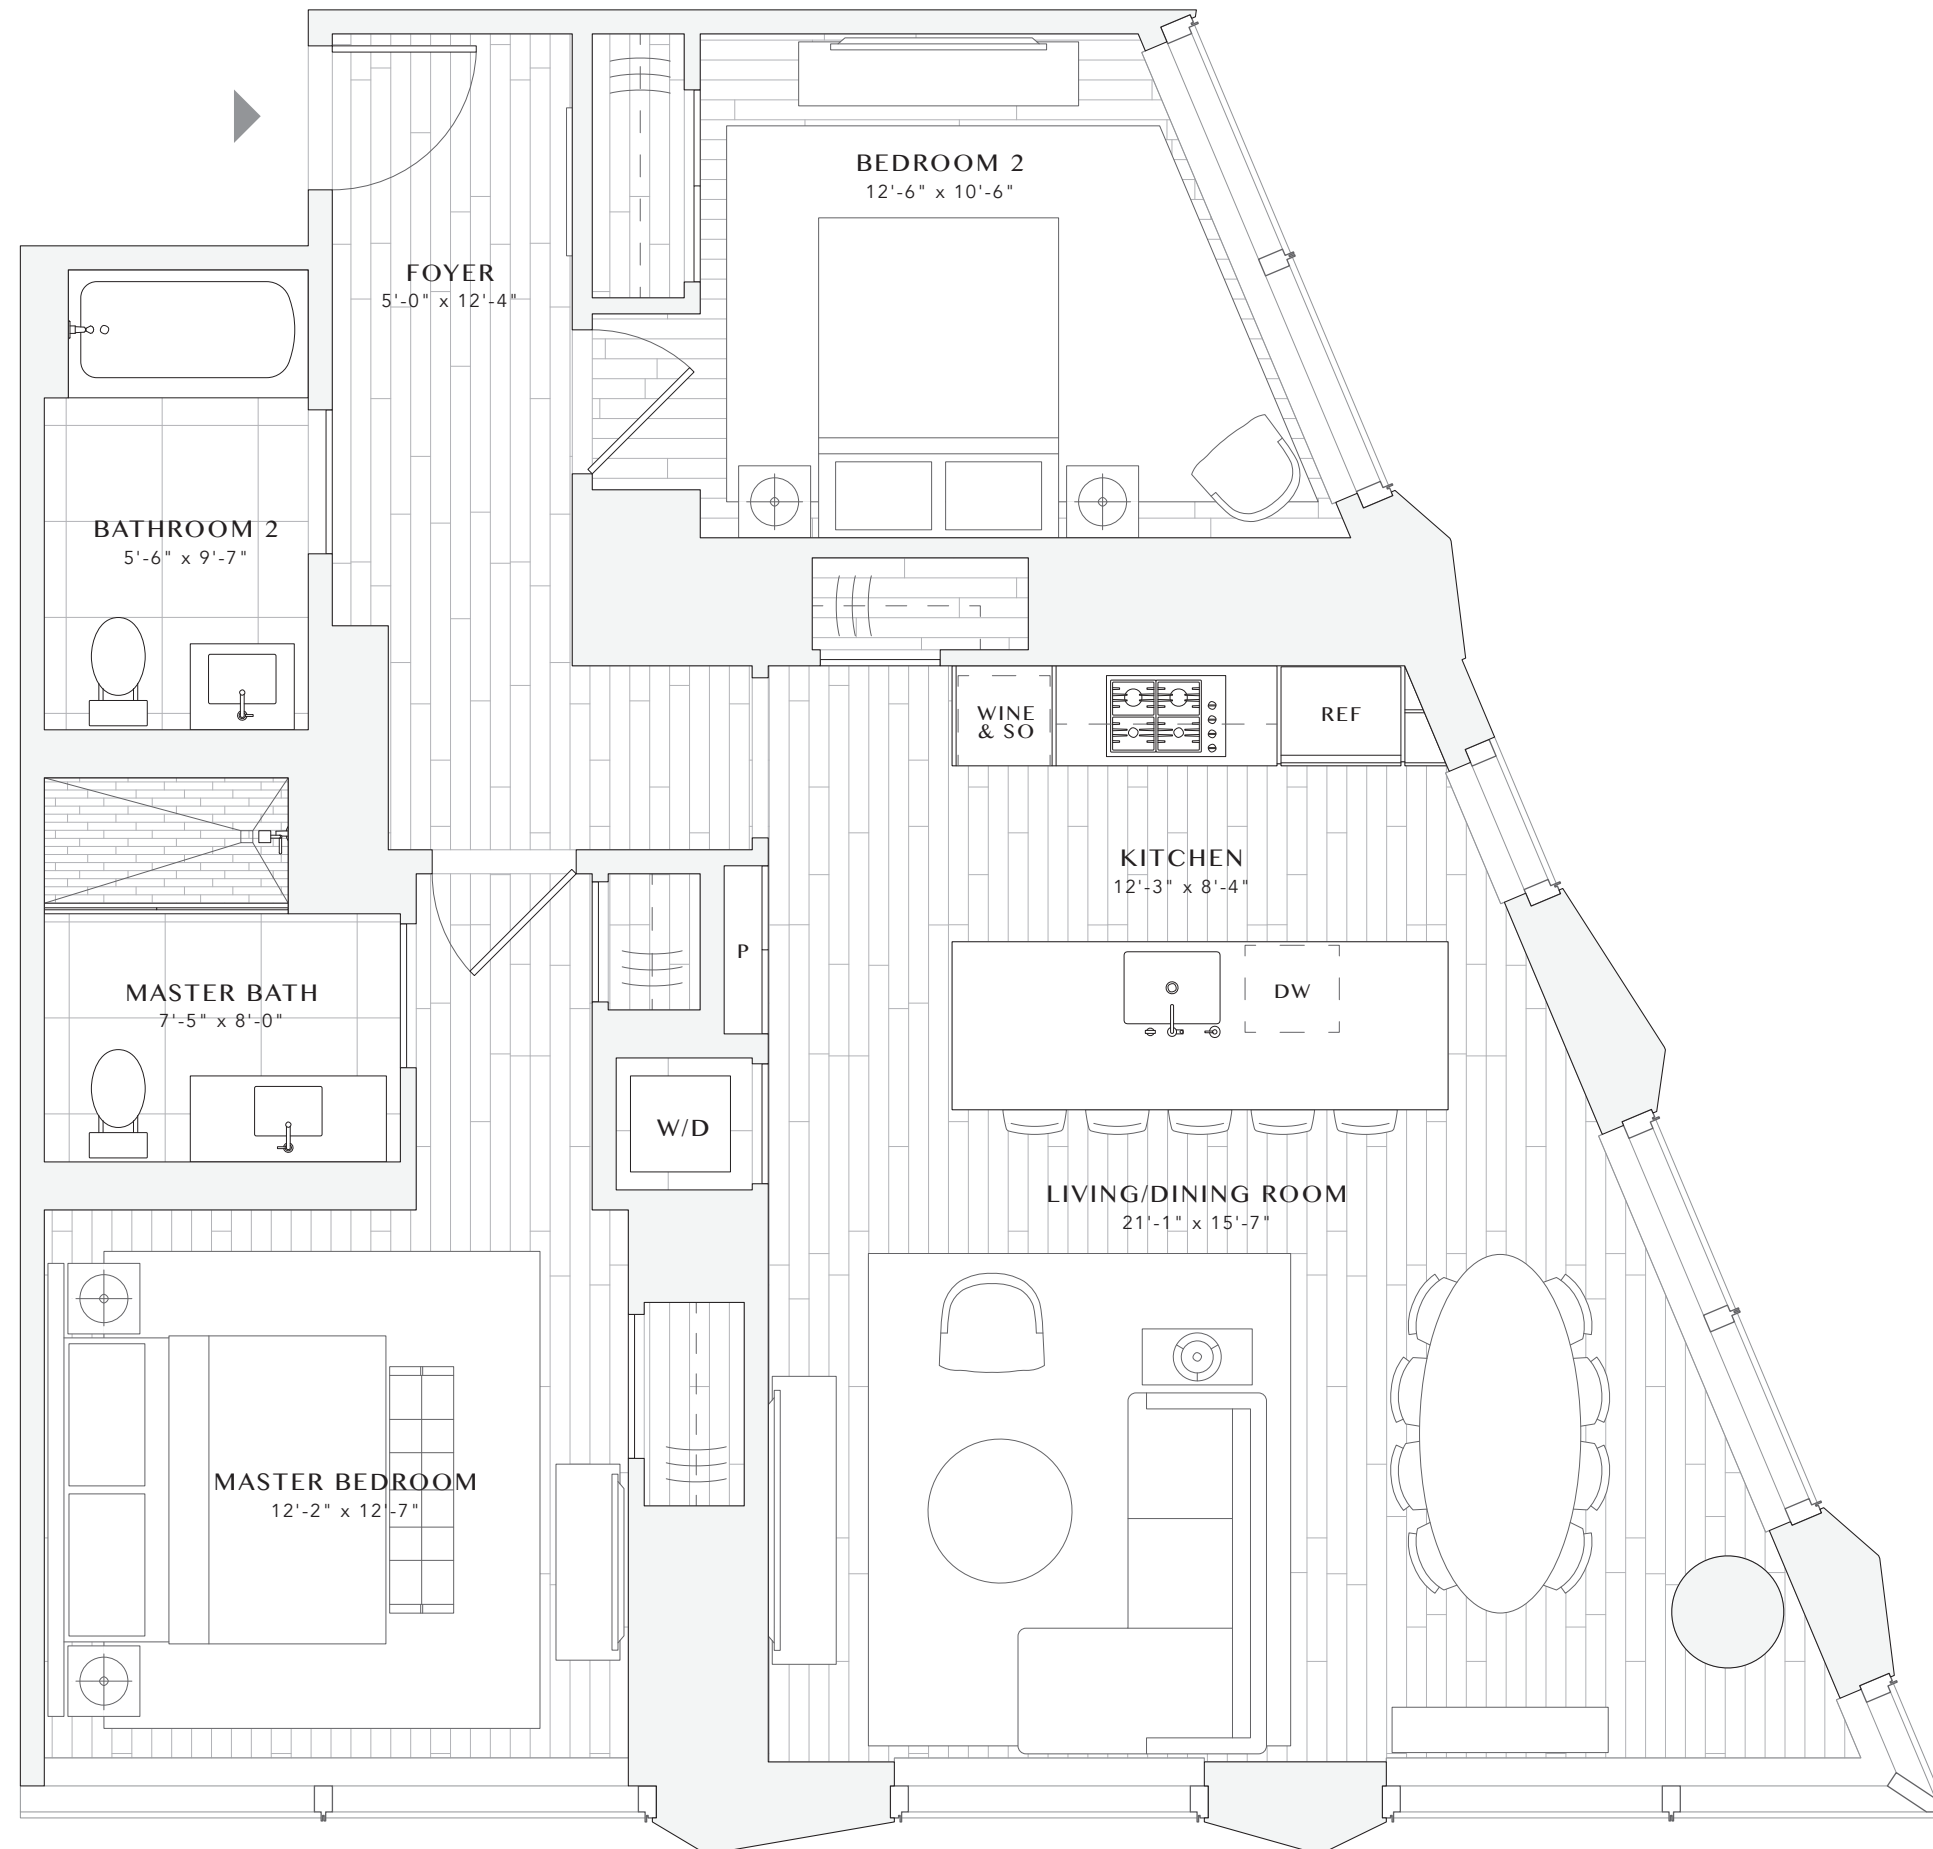 BEDROOM 2
12'-6" x 10'-6"
FOYER
5'-0" x 12'-4"
BATHROOM 2
5'-6" x 9'-7"
WINE
& SO
REF
KITCHEN
12'-3" x 8'-4"
P
MASTER BATH
7'-5" x 8'-0"
DW
W/D
LIVING/DINING ROOM
21'-1" x 15'-7"
MASTER BEDROOM
12'-2" x 12'-7"